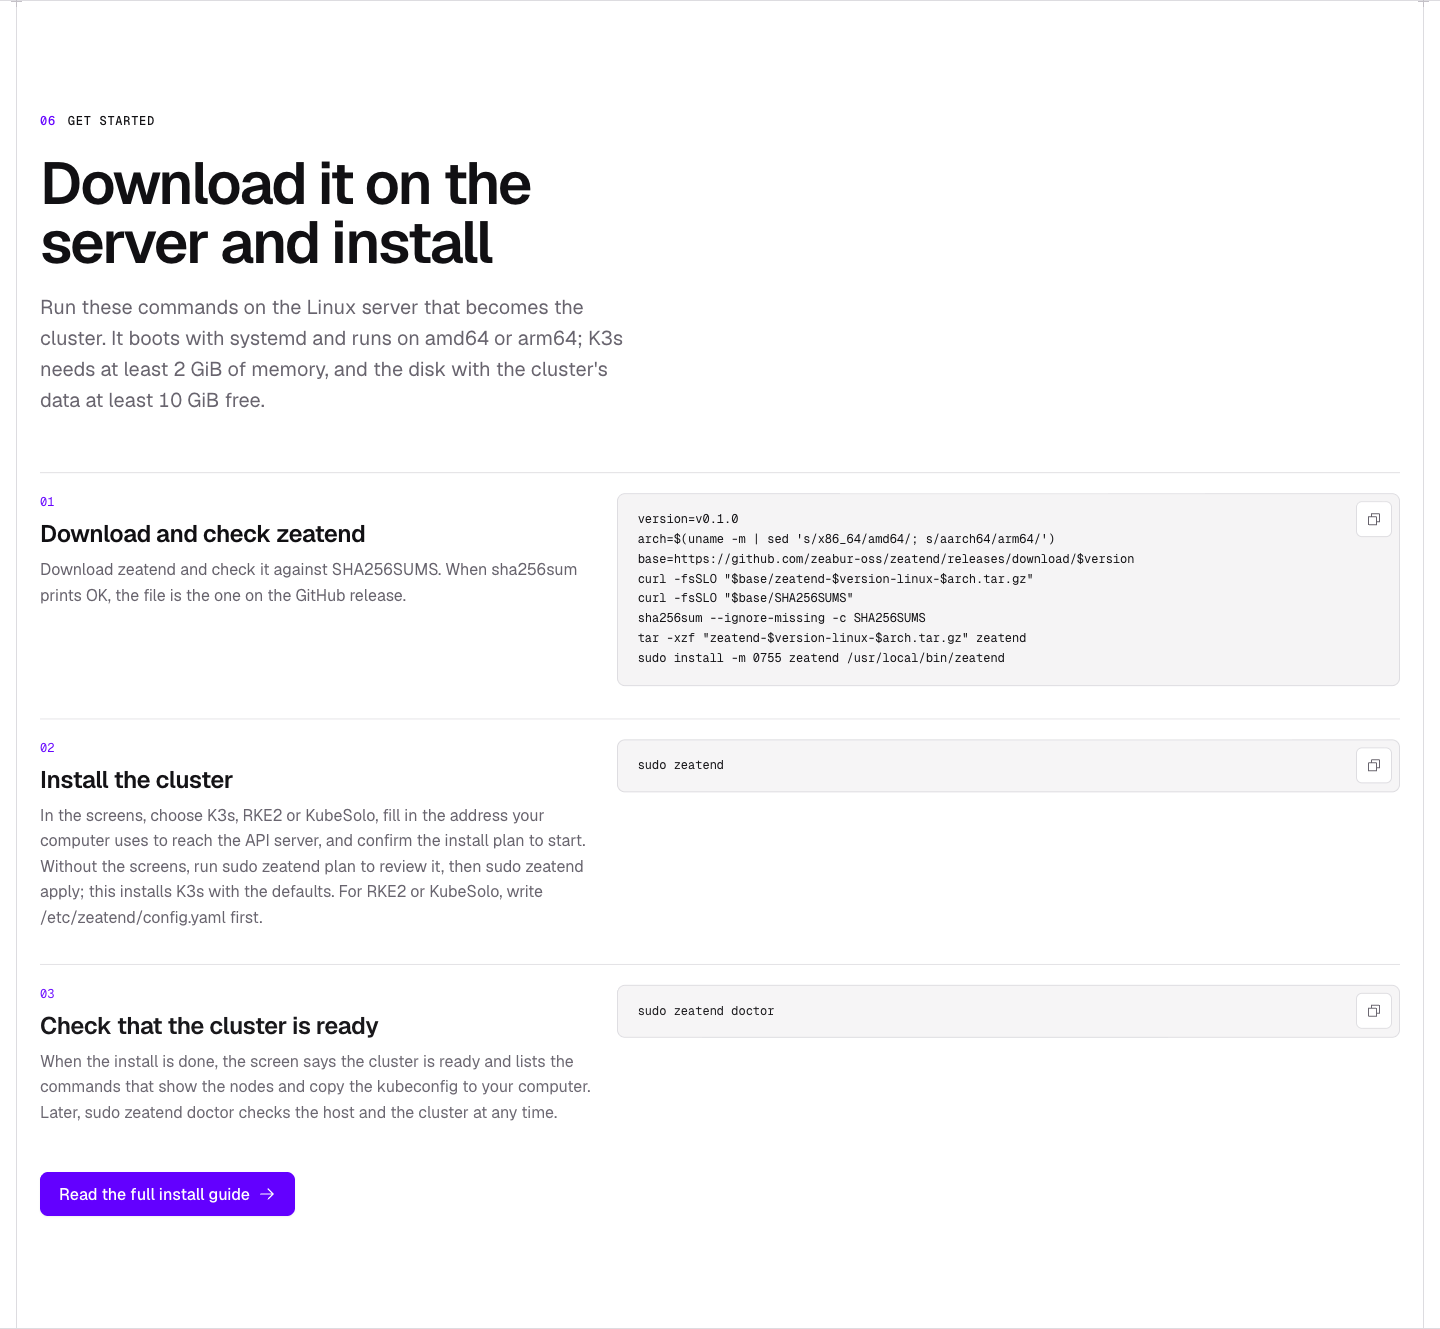 06 GET STARTED
Download it on the
server and install
Run these commands on the Linux server that becomes the
cluster. It boots with systemd and runs on amd64 or arm64; K3s
needs at least 2 GiB of memory, and the disk with the cluster's
data at least 10 GiB free.
01
Download and check zeatend
Download zeatend and check it against SHA256SUMS. When sha256sum
prints OK, the file is the one on the GitHub release.
version=v0.1.0
arch=$(uname -m | sed 's/x86_64/amd64/; s/aarch64/arm64/')
base=https://github.com/zeabur-oss/zeatend/releases/download/$version
curl -fsSLO "$base/zeatend-$version-linux-$arch.tar.gz"
curl -fsSLO "$base/SHA256SUMS"
sha256sum --ignore-missing -c SHA256SUMS
tar -xzf "zeatend-$version-linux-$arch.tar.gz" zeatend
sudo install -m 0755 zeatend /usr/local/bin/zeatend
02
Install the cluster
In the screens, choose K3s, RKE2 or KubeSolo, fill in the address your
computer uses to reach the API server, and confirm the install plan to start.
Without the screens, run sudo zeatend plan to review it, then sudo zeatend
apply; this installs K3s with the defaults. For RKE2 or KubeSolo, write
/etc/zeatend/config.yaml first.
sudo zeatend
03
Check that the cluster is ready
When the install is done, the screen says the cluster is ready and lists the
commands that show the nodes and copy the kubeconfig to your computer.
Later, sudo zeatend doctor checks the host and the cluster at any time.
sudo zeatend doctor
Read the full install guide →